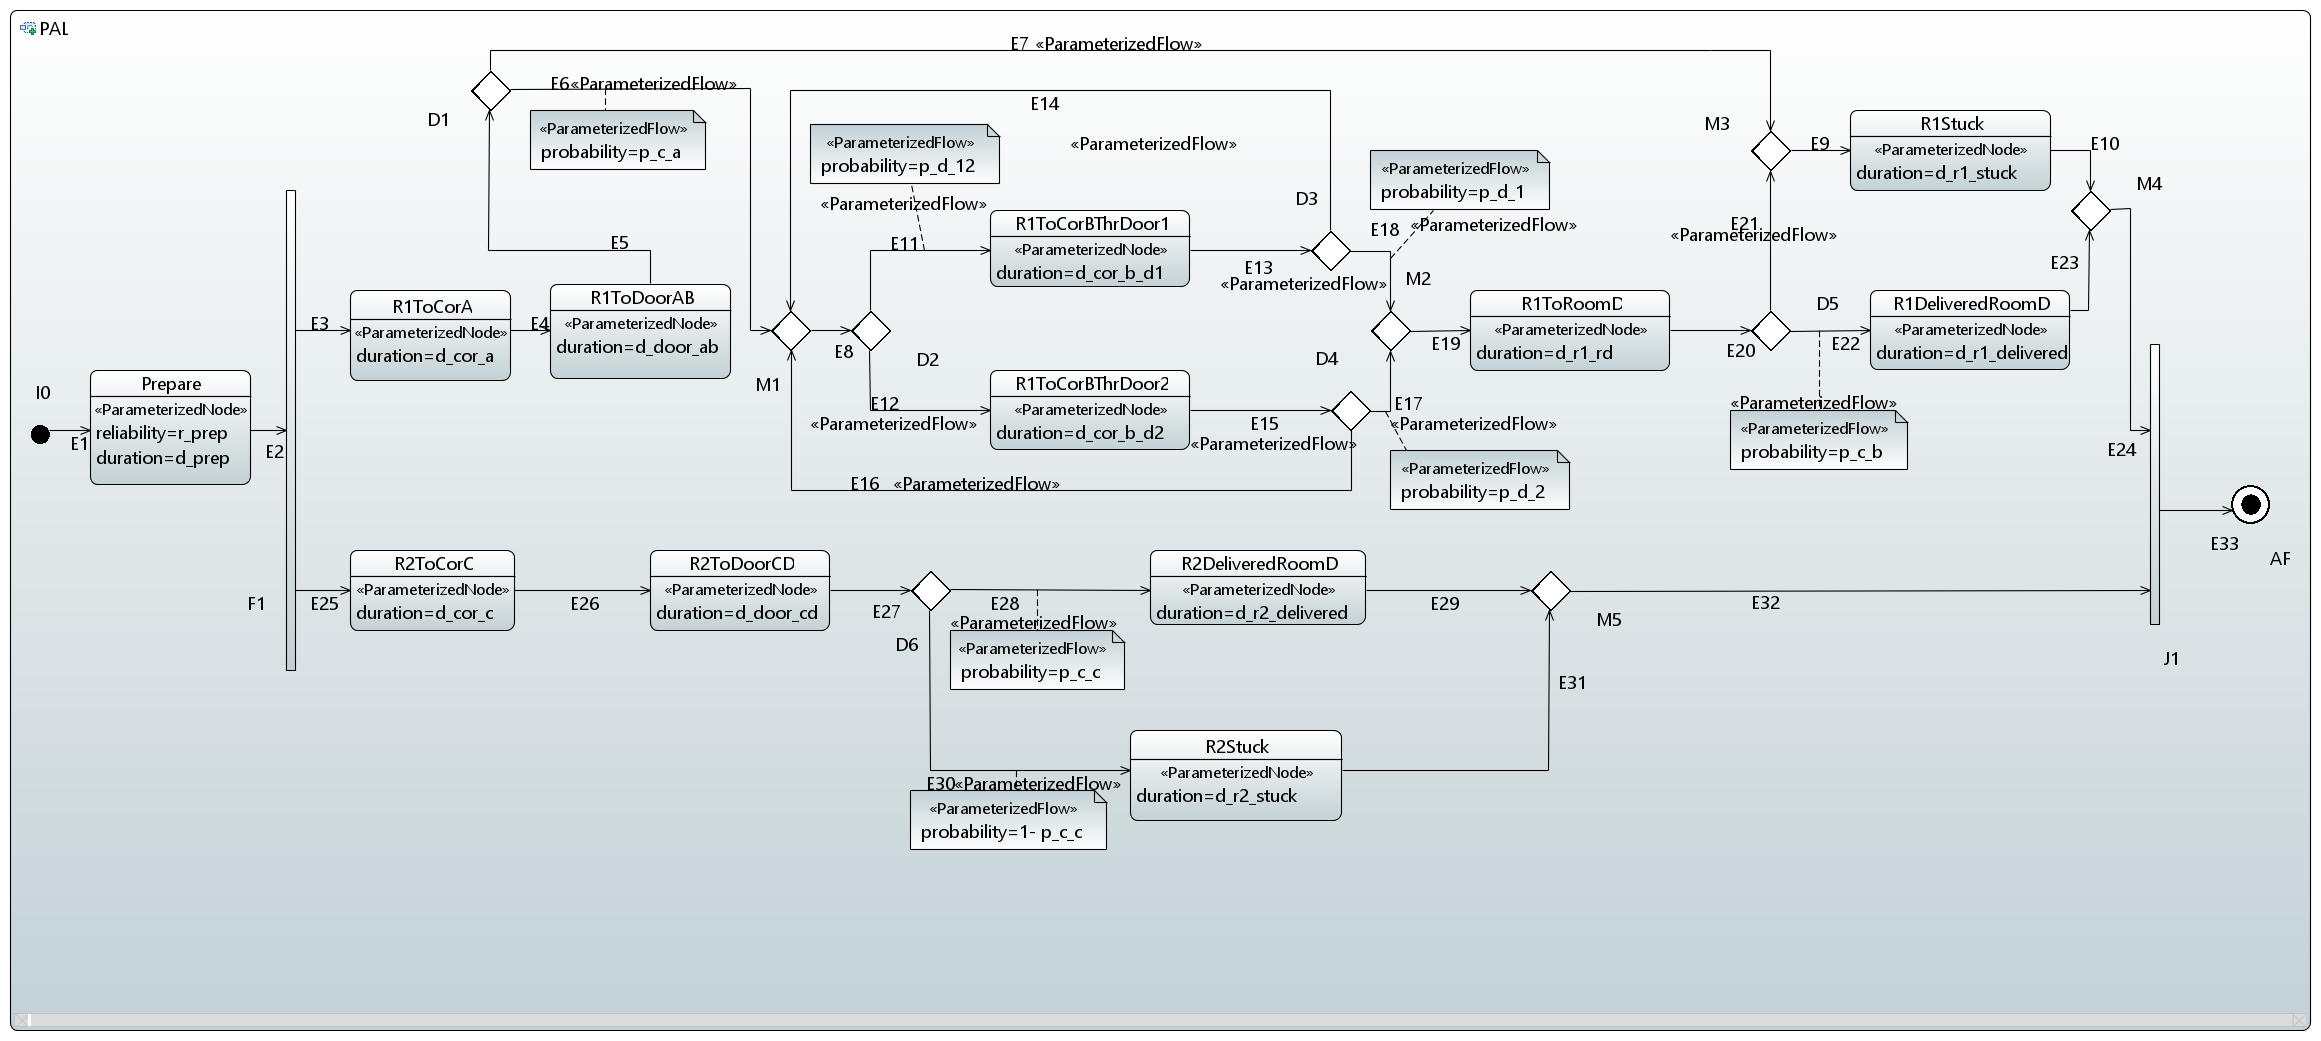 PAL
E7 «ParameterizedFlow»
E6«ParameterizedFlow»
D1
«ParameterizedFlow»
probability=p_c_a
E14
«ParameterizedFlow»
«ParameterizedFlow»
probability=p_d_12
«ParameterizedFlow»
M3
E9
R1Stuck
«ParameterizedNode»
duration=d_r1_stuck
E10
M4
D3
«ParameterizedFlow»
probability=p_d_1
E18
«ParameterizedFlow»
E21
«ParameterizedFlow»
E5
E11
R1ToCorBThrDoor1
«ParameterizedNode»
duration=d_cor_b_d1
E13
«ParameterizedFlow»
M2
E23
E3
R1ToCorA
«ParameterizedNode»
duration=d_cor_a
E4
R1ToDoorAB
«ParameterizedNode»
duration=d_door_ab
M1
E8
D2
D4
E19
R1ToRoomD
«ParameterizedNode»
duration=d_r1_rd
E20
D5
E22
R1DeliveredRoomD
«ParameterizedNode»
duration=d_r1_delivered
I0
E1
Prepare
«ParameterizedNode»
reliability=r_prep
duration=d_prep
E2
E12
«ParameterizedFlow»
R1ToCorBThrDoor2
«ParameterizedNode»
duration=d_cor_b_d2
E15
«ParameterizedFlow»
E17
«ParameterizedFlow»
«ParameterizedFlow»
probability=p_d_2
«ParameterizedFlow»
«ParameterizedFlow»
probability=p_c_b
E24
E16 «ParameterizedFlow»
E33
AF
F1
E25
R2ToCorC
«ParameterizedNode»
duration=d_cor_c
E26
R2ToDoorCD
«ParameterizedNode»
duration=d_door_cd
E27
D6
E28
«ParameterizedFlow»
«ParameterizedFlow»
probability=p_c_c
R2DeliveredRoomD
«ParameterizedNode»
duration=d_r2_delivered
E29
M5
E32
J1
E31
E30«ParameterizedFlow»
«ParameterizedFlow»
probability=1- p_c_c
R2Stuck
«ParameterizedNode»
duration=d_r2_stuck